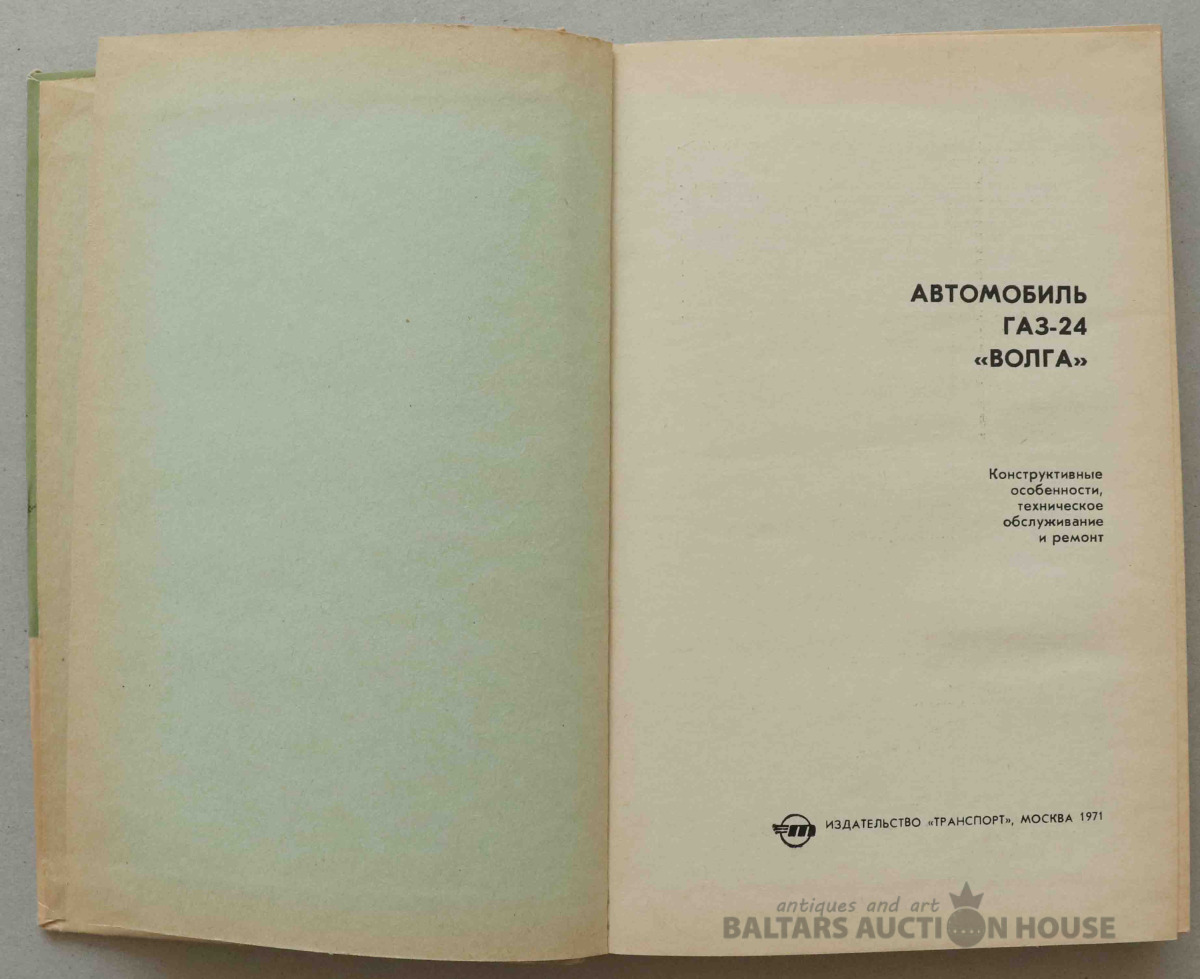 АВТОМОБИЛЬ
ГАЗ-24
«ВОЛГА»
Конструктивные
особенности,
техническое
обслуживание
и ремонт
ИЗДАТЕЛЬСТВО «ТРАНСПОРТ», МОСКВА 1971
antiques and art
BALTARS AUCTION HOUSE